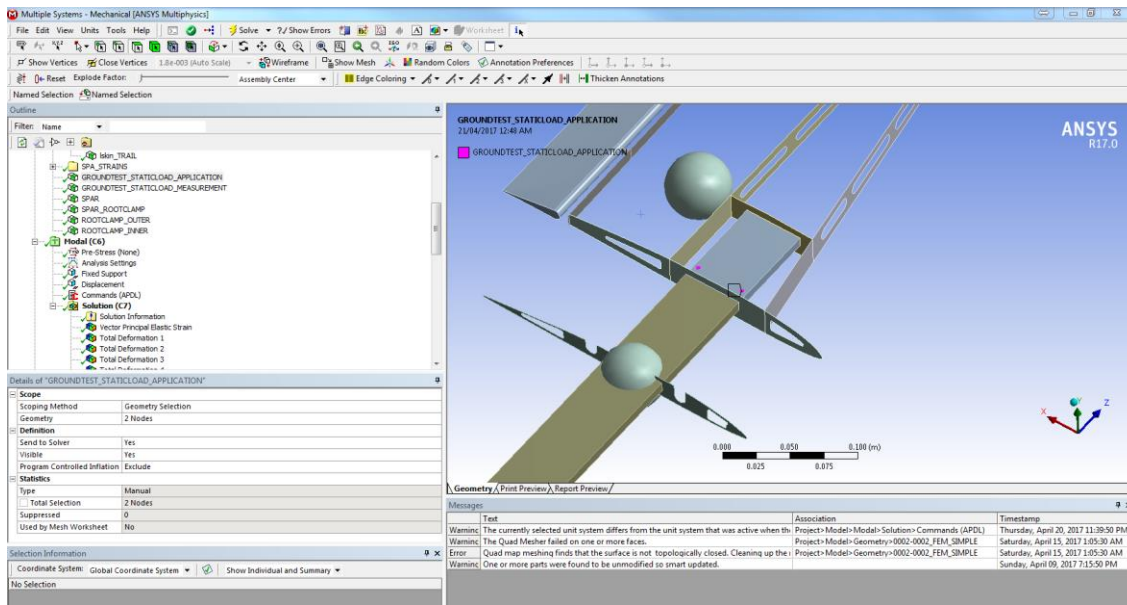 Multiple Systems - Mechanical [ANSYS Multiphysics]
File Edit View Units Tools Help Solve ?/ Show Errors Worksheet
Show Vertices Close Vertices 1.8e-003 (Auto Scale) Wireframe Show Mesh Random Colors Annotation Preferences
Reset Explode Factor: Assembly Center Edge Coloring Thicken Annotations
Named Selection Named Selection
Outline
Filter: Name
lskin_TRAIL
SPA_STRAINS
GROUNDTEST_STATICLOAD_APPLICATION
GROUNDTEST_STATICLOAD_MEASUREMENT
SPAR
SPAR_ROOTCLAMP
ROOTCLAMP_OUTER
ROOTCLAMP_INNER
Modal (C6)
Pre-Stress (None)
Analysis Settings
Fixed Support
Displacement
Commands (APDL)
Solution (C7)
Solution Information
Vector Principal Elastic Strain
Total Deformation 1
Total Deformation 2
Total Deformation 3
Details of "GROUNDTEST_STATICLOAD_APPLICATION"
Scope
Scoping Method Geometry Selection
Geometry 2 Nodes
Definition
Send to Solver Yes
Visible Yes
Program Controlled Inflation Exclude
Statistics
Type Manual
Total Selection 2 Nodes
Suppressed 0
Used by Mesh Worksheet No
Selection Information
Coordinate System: Global Coordinate System Show Individual and Summary
No Selection
GROUNDTEST_STATICLOAD_APPLICATION
21/04/2017 12:48 AM
GROUNDTEST_STATICLOAD_APPLICATION
ANSYS
R17.0
X Y Z
0.000 0.050 0.100 (m)
0.025 0.075
Geometry Print Preview Report Preview
Messages
Text Association Timestamp
Warninc The currently selected unit system differs from the unit system that was active when th Project>Model>Modal>Solution>Commands (APDL) Thursday, April 20, 2017 11:39:50 PM
Warninc The Quad Mesher failed on one or more faces. Project>Model>Geometry>0002-0002_FEM_SIMPLE Saturday, April 15, 2017 1:05:30 AM
Error Quad map meshing finds that the surface is not topologically closed. Cleaning up the Project>Model>Geometry>0002-0002_FEM_SIMPLE Saturday, April 15, 2017 1:05:30 AM
Warninc One or more parts were found to be unmodified so smart updated. Sunday, April 09, 2017 7:15:50 PM